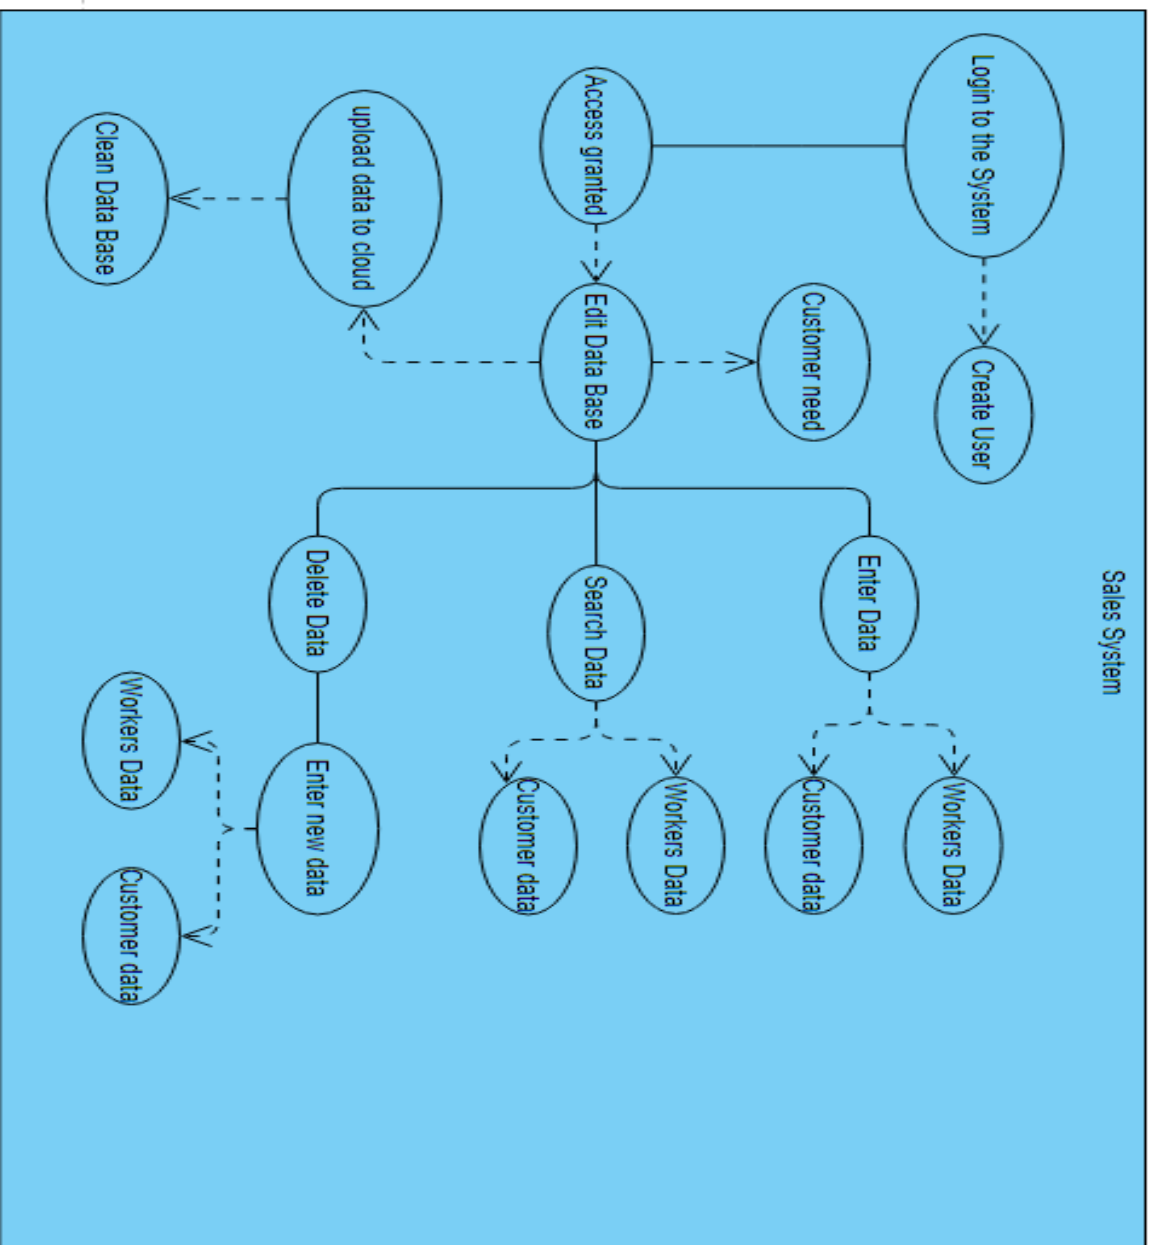 Sales System
Login to the System
Create User
Workers Data
Enter Data
Customer data
Customer need
Workers Data
Access granted
Edit Data Base
Search Data
Customer data
upload data to cloud
Delete Data
Enter new data
Clean Data Base
Workers Data
Customer data